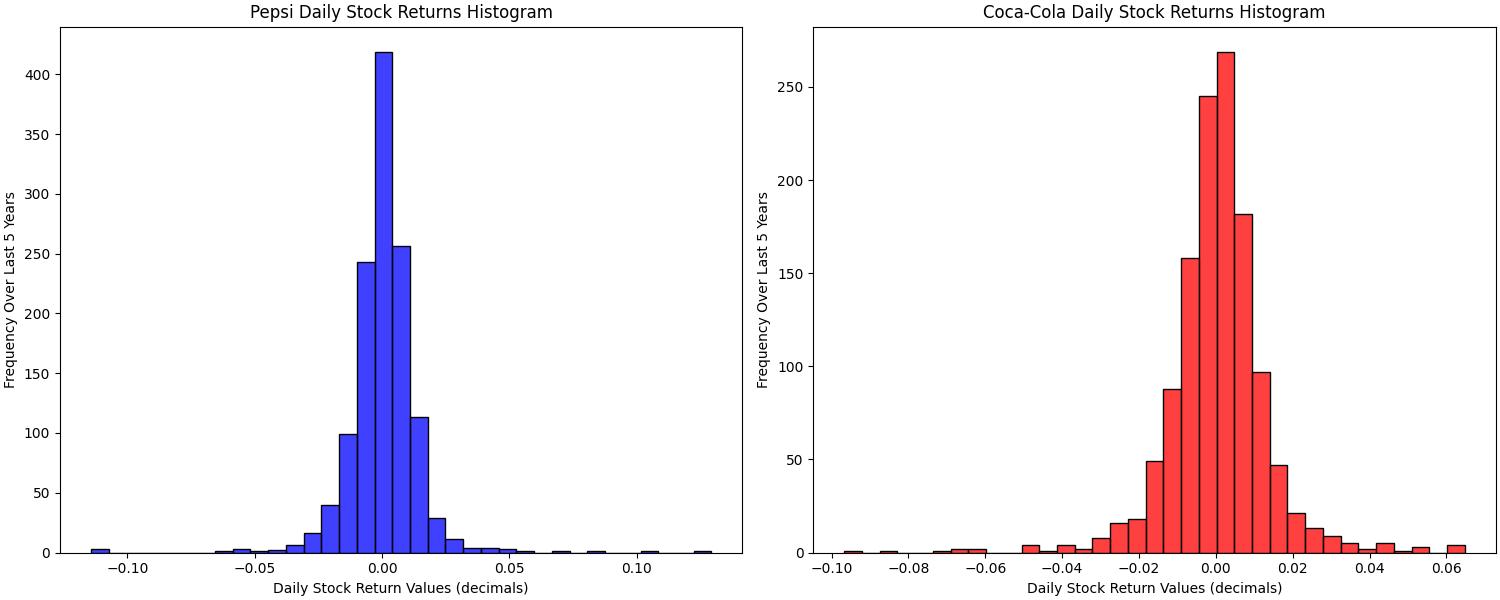 Pepsi Daily Stock Returns Histogram
Frequency Over Last 5 Years
400
350
300
250
200
150
100
50
0
−0.10 −0.05 0.00 0.05 0.10
Daily Stock Return Values (decimals)
Coca-Cola Daily Stock Returns Histogram
Frequency Over Last 5 Years
250
200
150
100
50
0
−0.10 −0.08 −0.06 −0.04 −0.02 0.00 0.02 0.04 0.06
Daily Stock Return Values (decimals)